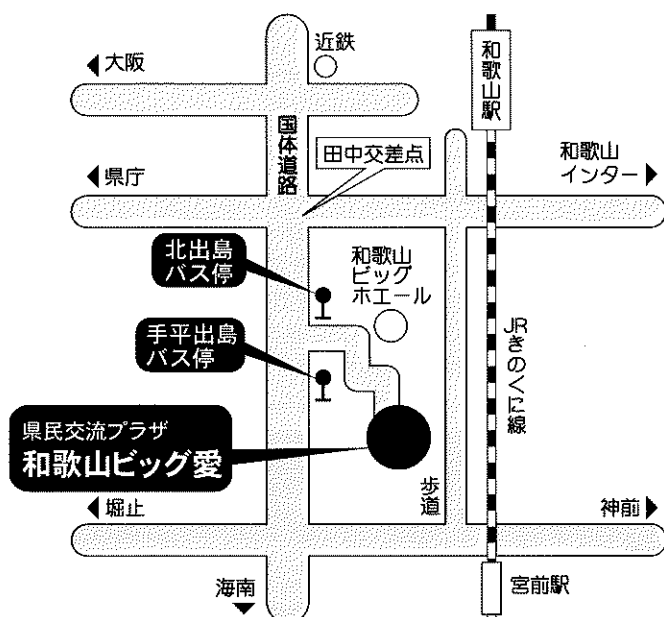 近鉄
大阪
和歌山駅
国体道路
田中交差点
和歌山
インター
県庁
北出島
バス停
和歌山
ビッグ
ホエール
手平出島
バス停
JRきのくに線
県民交流プラザ
和歌山ビッグ愛
歩道
堀止
神前
海南
宮前駅